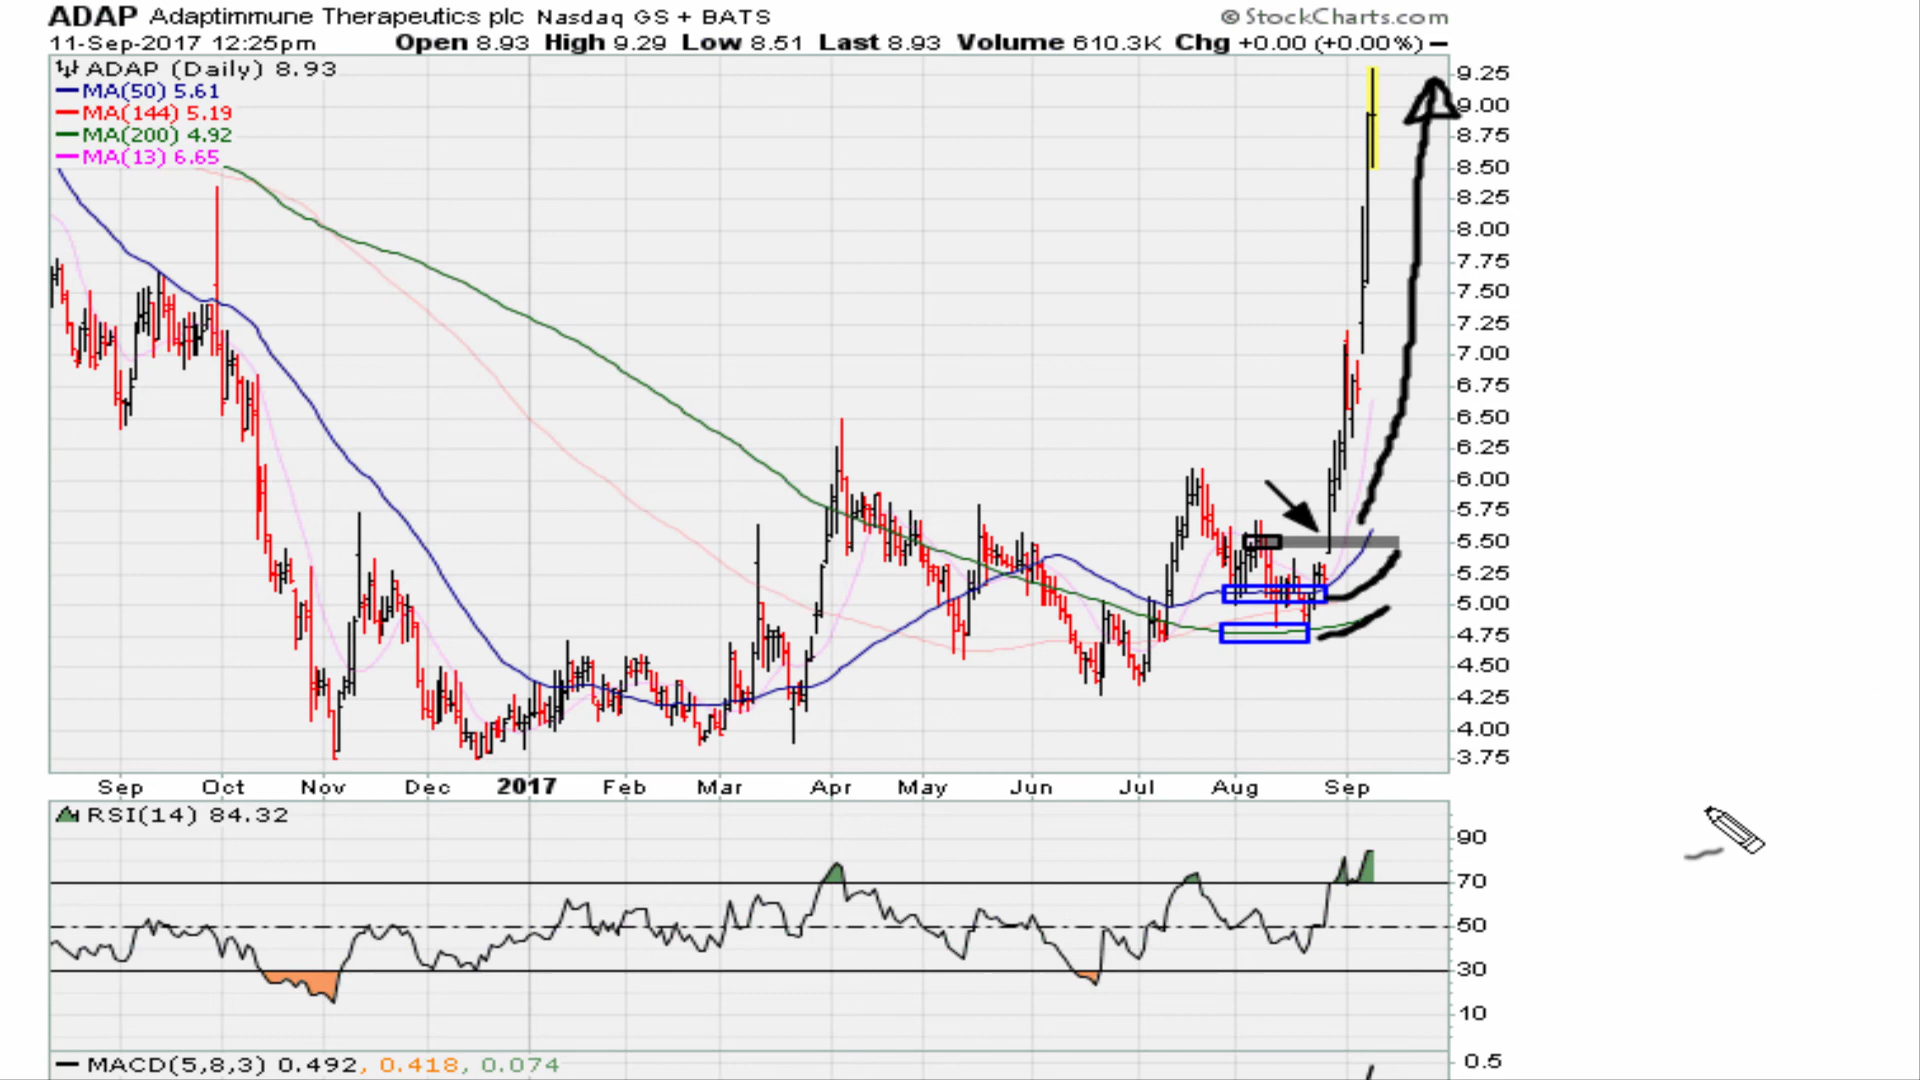 ADAP Adaptimmune Therapeutics plc Nasdaq GS + BATS
© StockCharts.com
11-Sep-2017 12:25pm
Open 8.93 High 9.29 Low 8.51 Last 8.93 Volume 610.3K Chg +0.00 (+0.00%)
ADAP (Daily) 8.93
MA(50) 5.61
MA(144) 5.19
MA(200) 4.92
MA(13) 6.65
9.25
9.00
8.75
8.50
8.25
8.00
7.75
7.50
7.25
7.00
6.75
6.50
6.25
6.00
5.75
5.50
5.25
5.00
4.75
4.50
4.25
4.00
3.75
Sep Oct Nov Dec 2017 Feb Mar Apr May Jun Jul Aug Sep
RSI(14) 84.32
90
70
50
30
10
MACD(5,8,3) 0.492, 0.418, 0.074
0.5